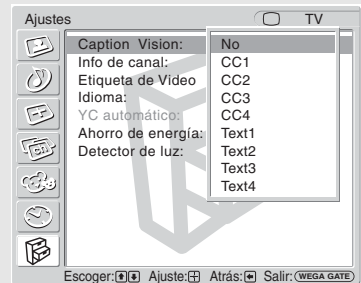 Ajustes TV
Caption Vision: No
Info de canal: CC1
Etiqueta de Video CC2
Idioma: CC3
YC automático: CC4
Ahorro de energía: Text1
Detector de luz: Text2
Text3
Text4
Escoger: Ajuste: Atrás: Salir: WEGA GATE